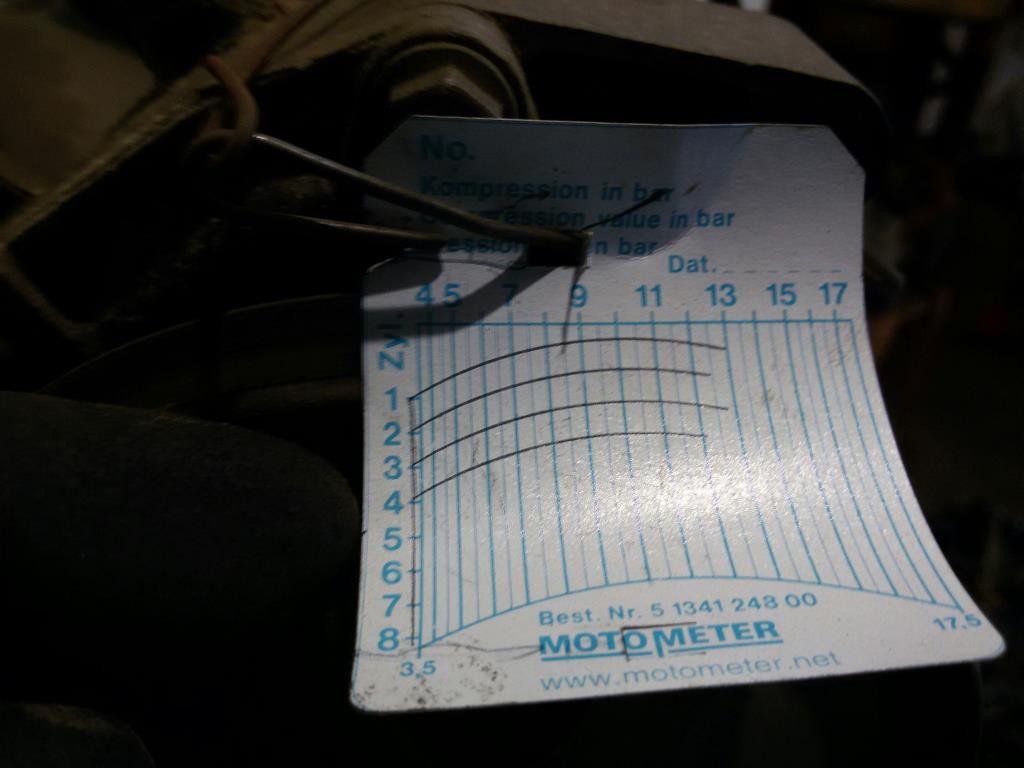 No.
Kompression in bar
value in bar
n bar
Dat.
4 5 7 9 11 13 15 17
Zyl.
1
2
3
4
5
6
7
8
3,5
17,5
Best. Nr. 5 1341 248 00
MOTOMETER
www.motometer.net